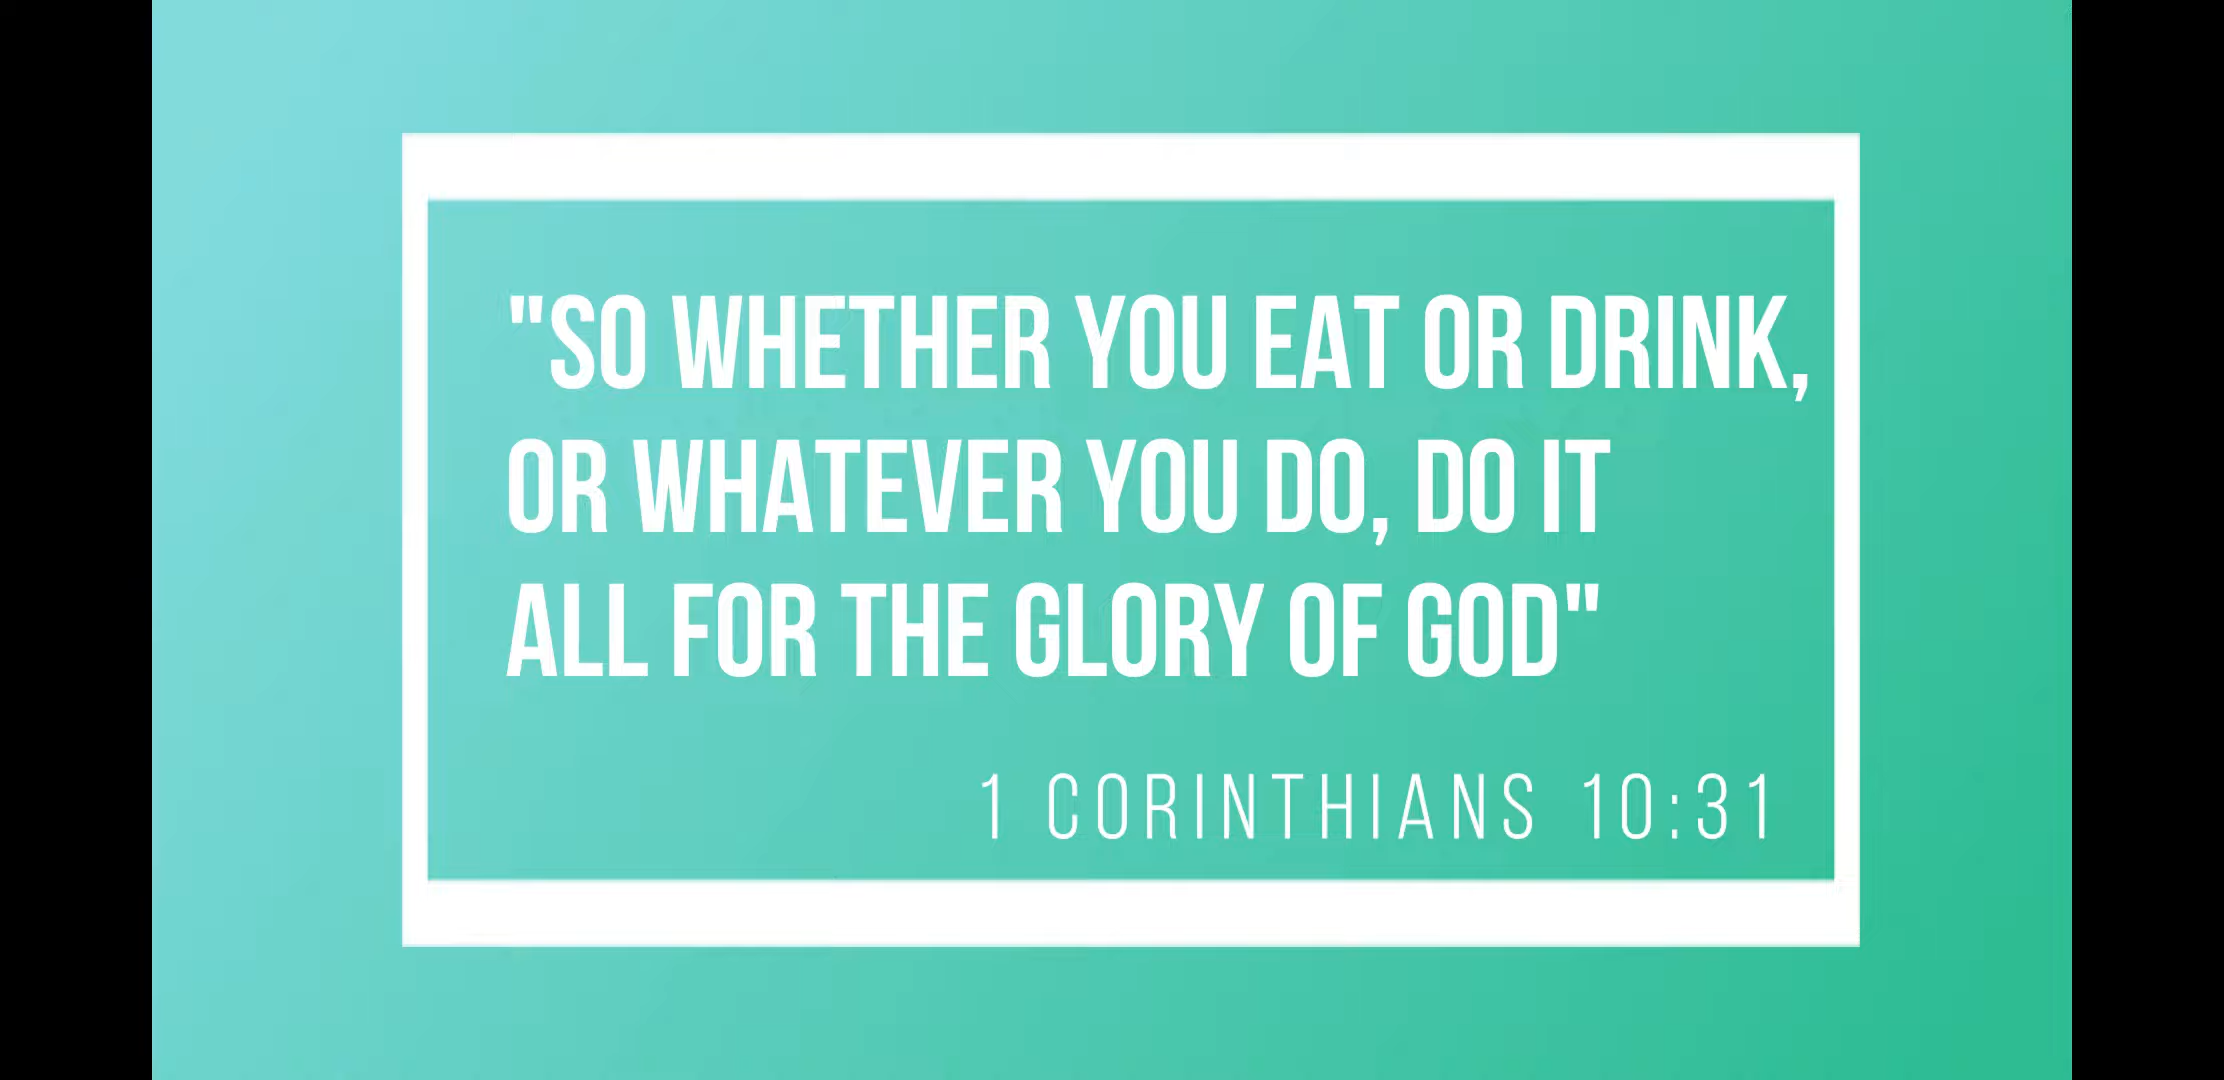 "SO WHETHER YOU EAT OR DRINK,
OR WHATEVER YOU DO, DO IT
ALL FOR THE GLORY OF GOD"
1 CORINTHIANS 10:31